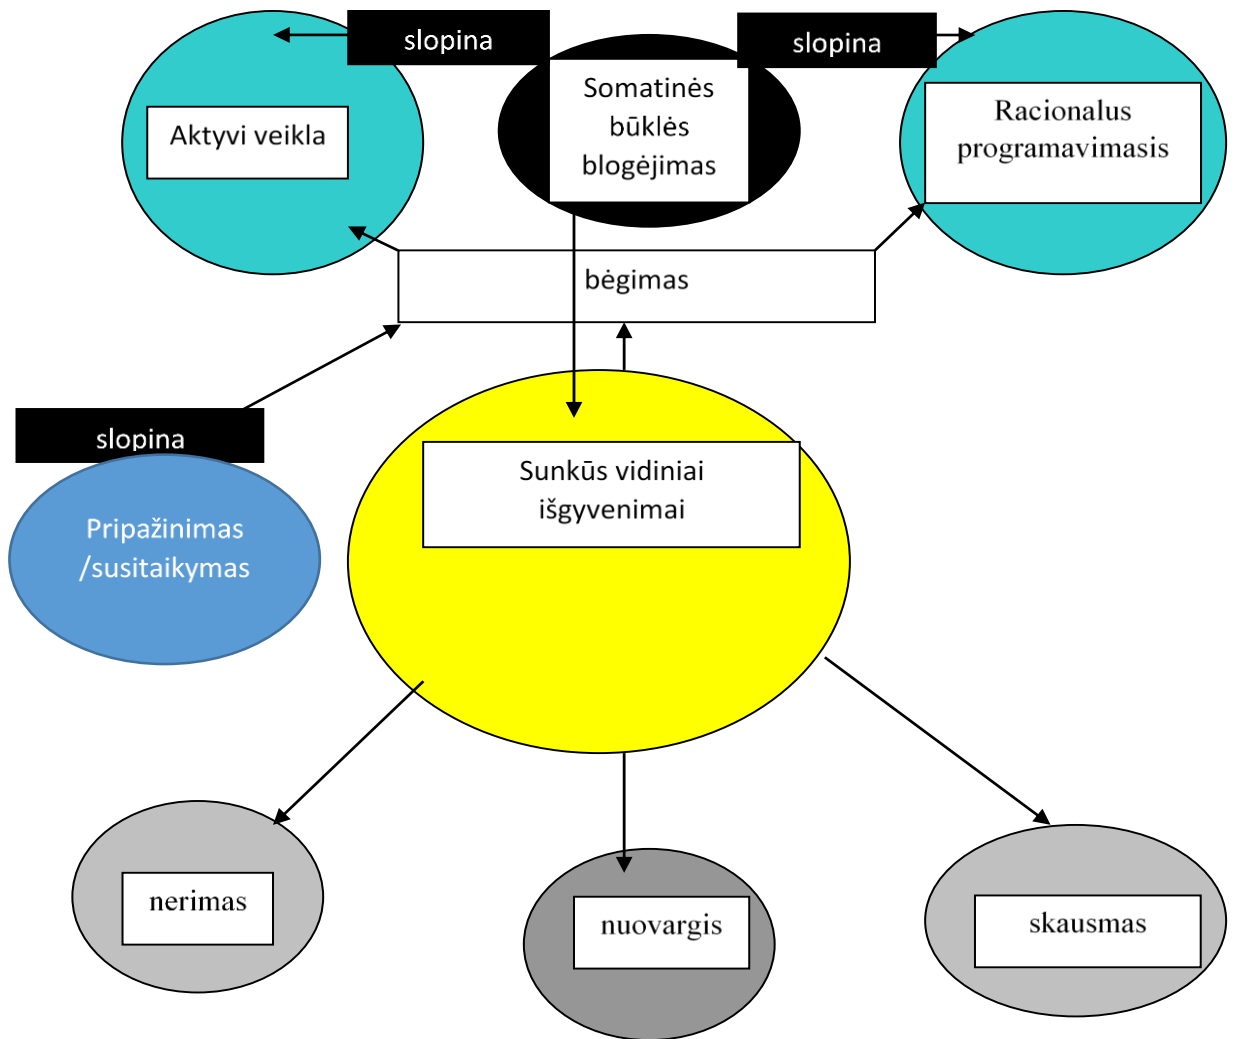 slopina
slopina
Somatinės
būklės
blogėjimas
Aktyvi veikla
Racionalus
programavimasis
bėgimas
slopina
Sunkūs vidiniai
išgyvenimai
Pripažinimas
/susitaikymas
nerimas
nuovargis
skausmas